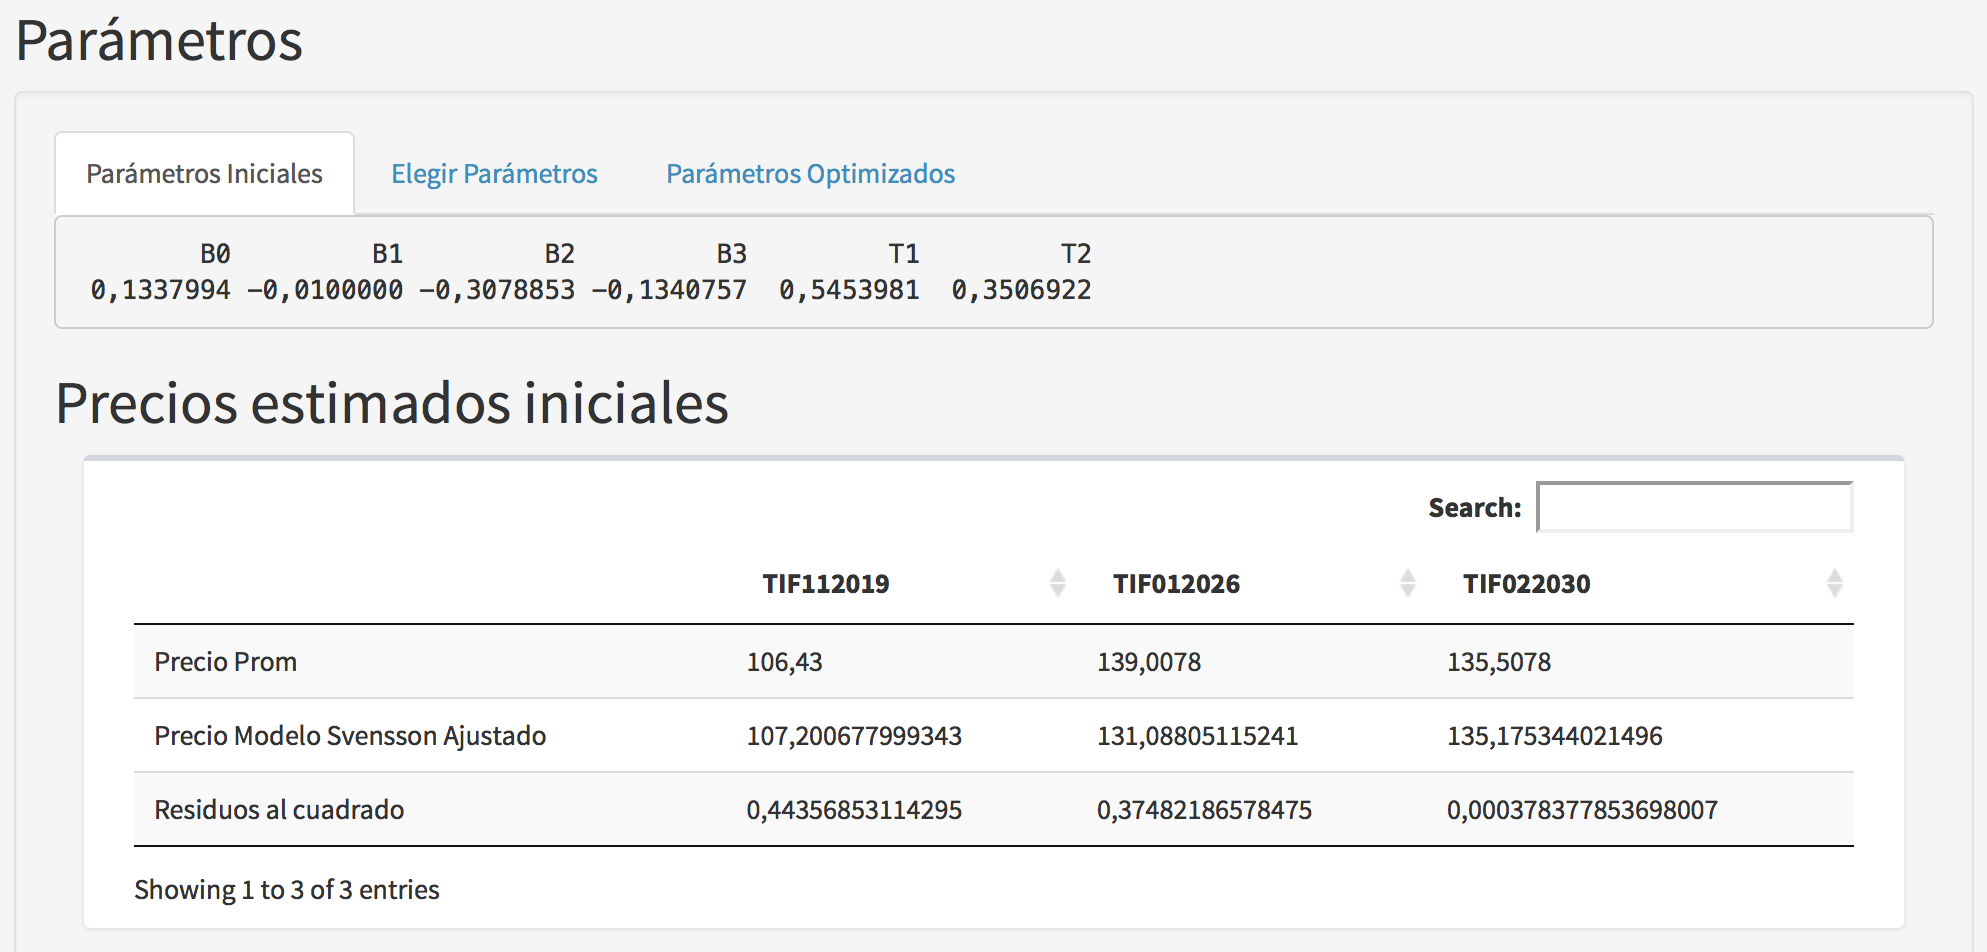 Parámetros
Parámetros Iniciales Elegir Parámetros Parámetros Optimizados
B0 B1 B2 B3 T1 T2
0,1337994 −0,0100000 −0,3078853 −0,1340757 0,5453981 0,3506922
Precios estimados iniciales
Search:
TIF112019 TIF012026 TIF022030
Precio Prom 106,43 139,0078 135,5078
Precio Modelo Svensson Ajustado 107,200677999343 131,08805115241 135,175344021496
Residuos al cuadrado 0,44356853114295 0,37482186578475 0,000378377853698007
Showing 1 to 3 of 3 entries